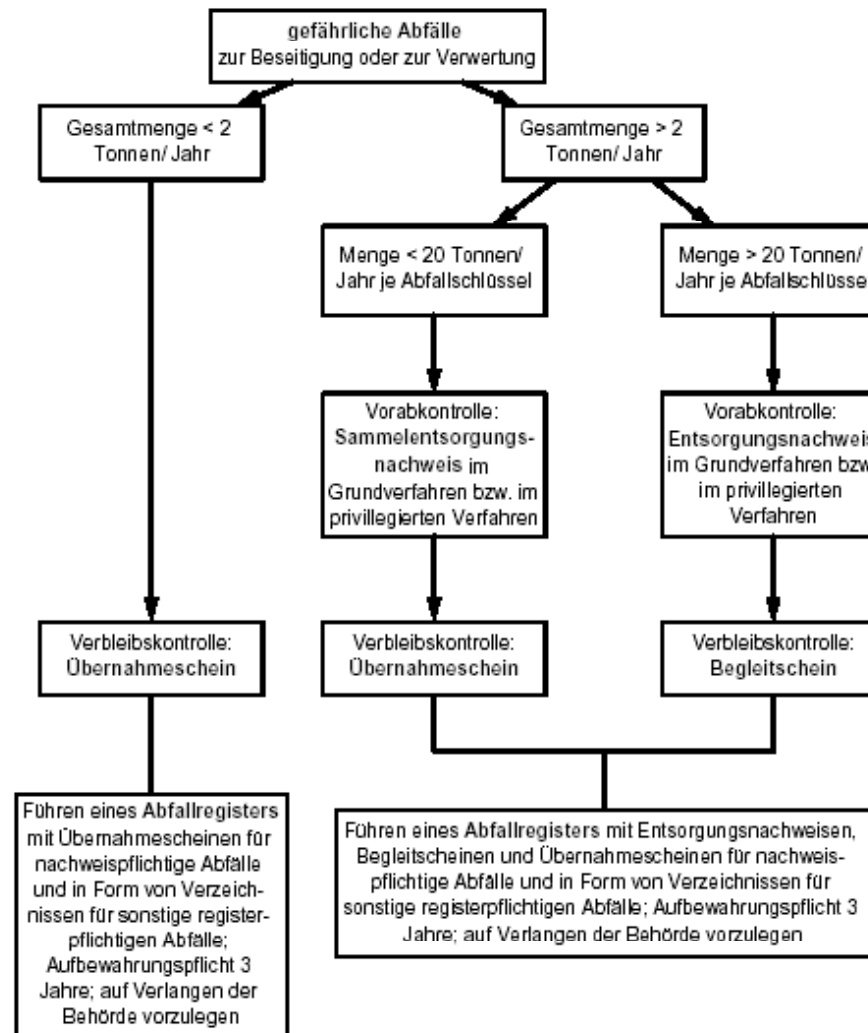 gefährliche Abfälle
zur Beseitigung oder zur Verwertung
Gesamtmenge < 2
Tonnen/ Jahr
Gesamtmenge > 2
Tonnen/ Jahr
Menge < 20 Tonnen/
Jahr je Abfallschlüssel
Menge > 20 Tonnen/
Jahr je Abfallschlüsse
Vorabkontrolle:
Sammelentsorgungs-
nachweis im
Grundverfahren bzw. im
privillegierten Verfahren
Vorabkontrolle:
Entsorgungsnachweis
im Grundverfahren bzw.
im privillegierten
Verfahren
Verbleibskontrolle:
Übernahmeschein
Verbleibskontrolle:
Übernahmeschein
Verbleibskontrolle:
Begleitschein
Führen eines Abfallregisters
mit Übernahmescheinen für
nachweispflichtige Abfälle
und in Form von Verzeich-
nissen für sonstige register-
pflichtigen Abfälle;
Aufbewahrungspflicht 3
Jahre; auf Verlangen der
Behörde vorzulegen
Führen eines Abfallregisters mit Entsorgungsnachweisen,
Begleitscheinen und Übernahmescheinen für nachweis-
pflichtige Abfälle und in Form von Verzeichnissen für
sonstige registerpflichtigen Abfälle; Aufbewahrungspflicht 3
Jahre; auf Verlangen der Behörde vorzulegen